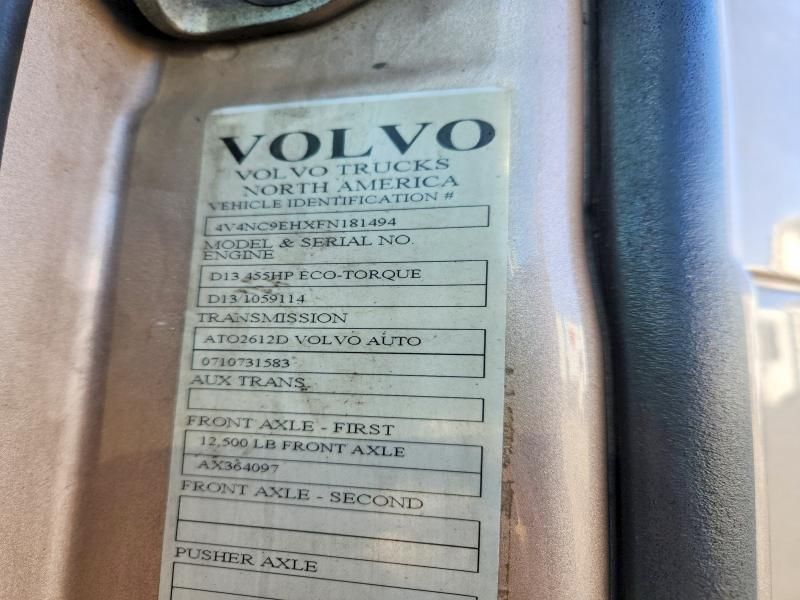 VOLVO
VOLVO TRUCKS
NORTH AMERICA
VEHICLE IDENTIFICATION #
4V4NC9EHXFN181494
MODEL & SERIAL NO.
ENGINE
D13 455HP ECO-TORQUE
D13/1059114
TRANSMISSION
ATO2612D VOLVO AUTO
0710731583
AUX TRANS
FRONT AXLE - FIRST
12,500 LB FRONT AXLE
AX364097
FRONT AXLE - SECOND
PUSHER AXLE